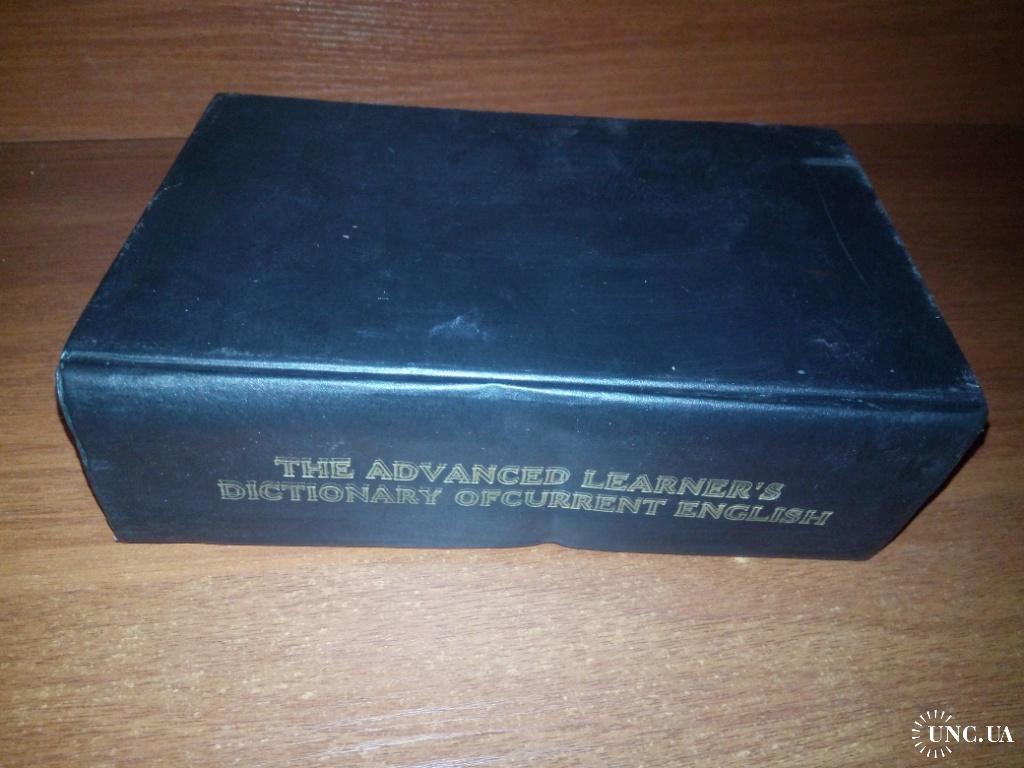 THE ADVANCED LEARNER'S
DICTIONARY OFCURRENT ENGLISH
UNC.UA